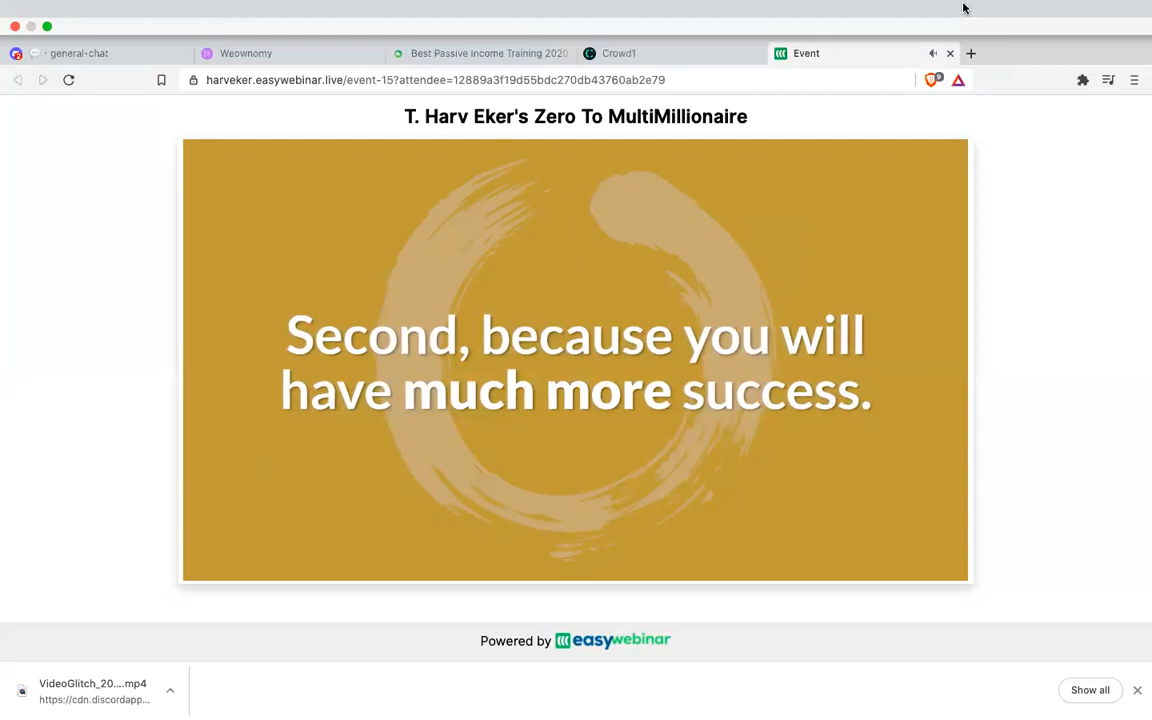 general-chat
Weownomy
Best Passive Income Training 2020
Crowd1
Event
harveker.easywebinar.live/event-15?attendee=12889a3f19d55bdc270db43760ab2e79
T. Harv Eker's Zero To MultiMillionaire
Second, because you will
have much more success.
Powered by easywebinar
VideoGlitch_20....mp4
https://cdn.discordapp...
Show all